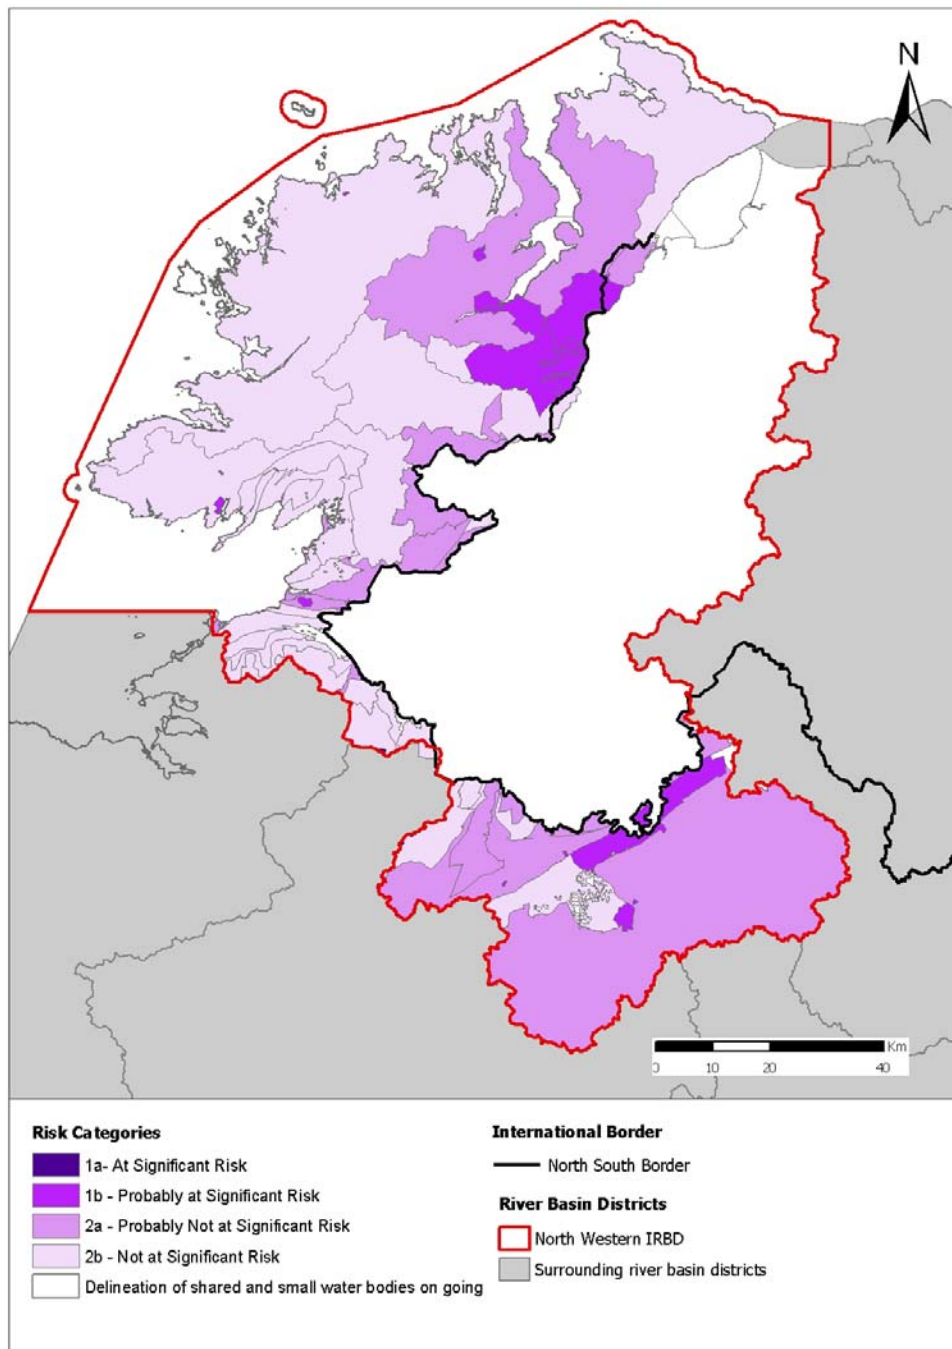 N
Km
0 10 20 40
Risk Categories
1a- At Significant Risk
1b - Probably at Significant Risk
2a - Probably Not at Significant Risk
2b - Not at Significant Risk
Delineation of shared and small water bodies on going
International Border
North South Border
River Basin Districts
North Western IRBD
Surrounding river basin districts